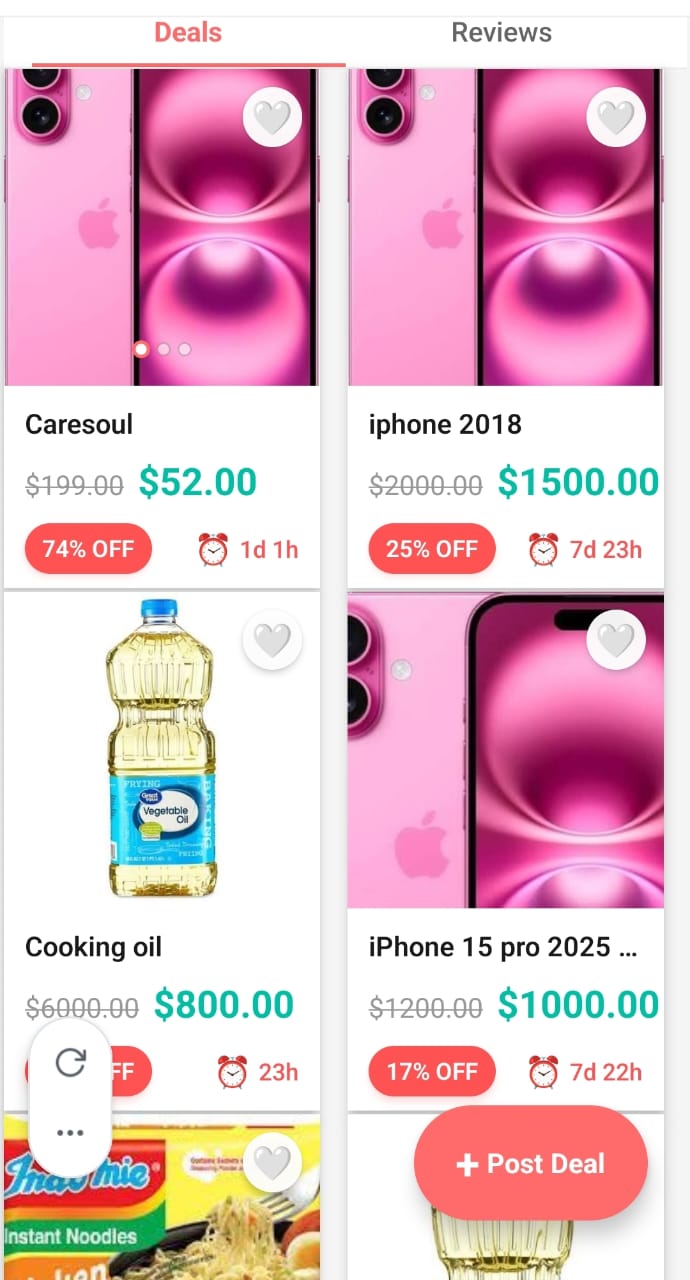 Deals
Reviews
Caresoul
$199.00 $52.00
74% OFF
⏰ 1d 1h
iphone 2018
$2000.00 $1500.00
25% OFF
⏰ 7d 23h
FRYING
BAKING
Great Value
Vegetable
Oil
FRYING
Cooking oil
$6000.00 $800.00
FF
⏰ 23h
iPhone 15 pro 2025 ...
$1200.00 $1000.00
17% OFF
⏰ 7d 22h
Indomie
Instant Noodles
+ Post Deal